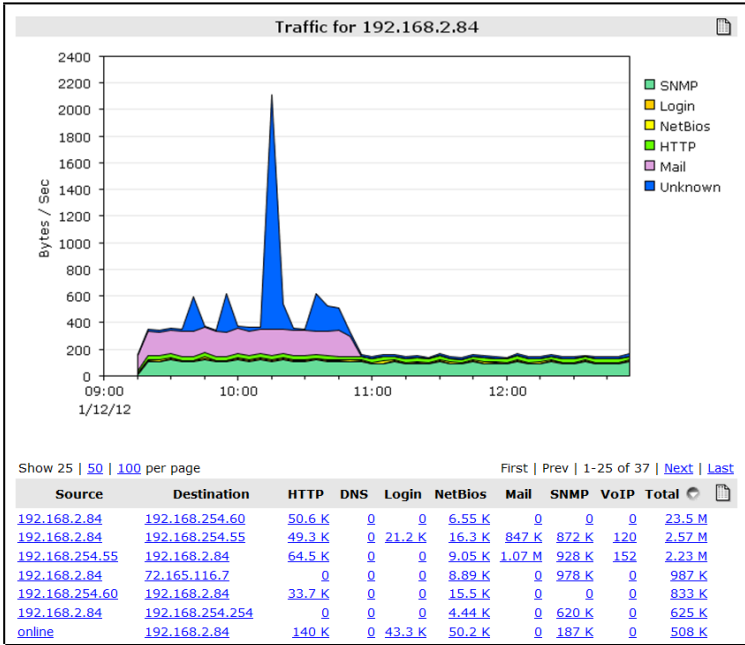 Traffic for 192.168.2.84
2400
2200
2000
1800
1600
1400
1200
1000
800
600
400
200
0
Bytes / Sec
09:00 10:00 11:00 12:00
1/12/12
SNMP
Login
NetBios
HTTP
Mail
Unknown
Show 25 | 50 | 100 per page First | Prev | 1-25 of 37 | Next | Last
Source Destination HTTP DNS Login NetBios Mail SNMP VoIP Total
192.168.2.84 192.168.254.60 50.6 K 0 0 6.55 K 0 0 0 23.5 M
192.168.2.84 192.168.254.55 49.3 K 0 21.2 K 16.3 K 847 K 872 K 120 2.57 M
192.168.254.55 192.168.2.84 64.5 K 0 0 9.05 K 1.07 M 928 K 152 2.23 M
192.168.2.84 72.165.116.7 0 0 0 8.89 K 0 978 K 0 987 K
192.168.254.60 192.168.2.84 33.7 K 0 0 15.5 K 0 0 0 833 K
192.168.2.84 192.168.254.254 0 0 0 4.44 K 0 620 K 0 625 K
online 192.168.2.84 140 K 0 43.3 K 50.2 K 0 187 K 0 508 K